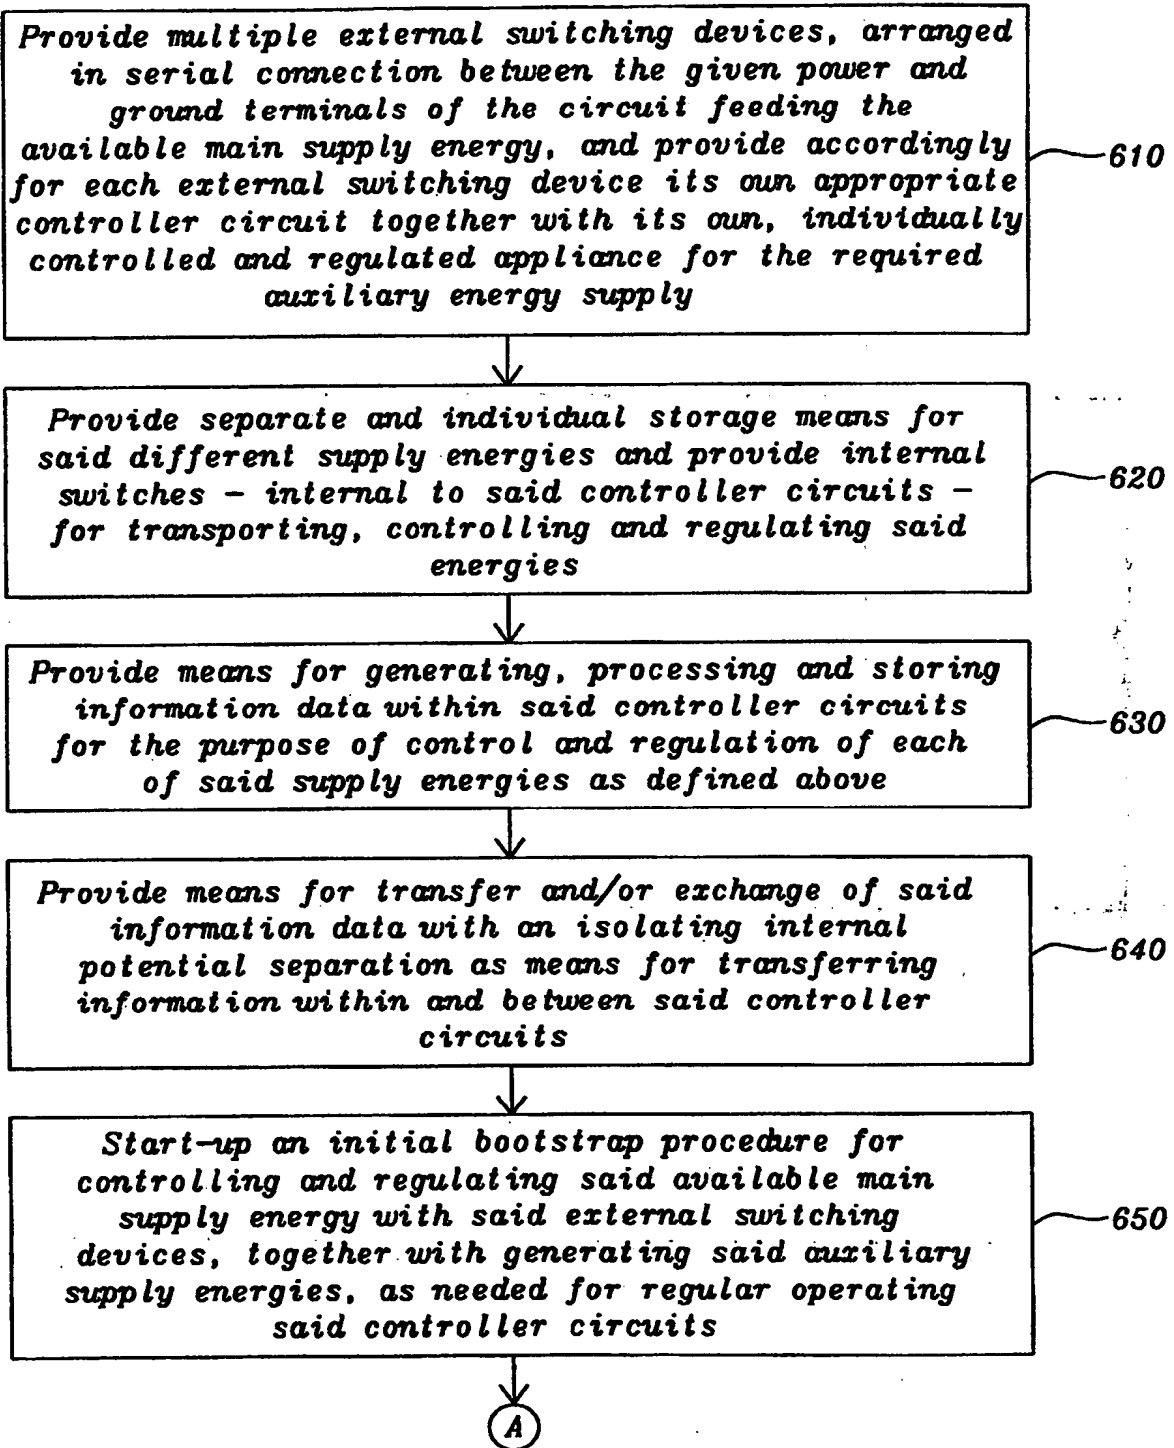 Provide multiple external switching devices, arranged
in serial connection between the given power and
ground terminals of the circuit feeding the
available main supply energy, and provide accordingly
for each external switching device its own appropriate
controller circuit together with its own, individually
controlled and regulated appliance for the required
auxiliary energy supply
610
Provide separate and individual storage means for
said different supply energies and provide internal
switches – internal to said controller circuits –
for transporting, controlling and regulating said
energies
620
Provide means for generating, processing and storing
information data within said controller circuits
for the purpose of control and regulation of each
of said supply energies as defined above
630
Provide means for transfer and/or exchange of said
information data with an isolating internal
potential separation as means for transferring
information within and between said controller
circuits
640
Start-up an initial bootstrap procedure for
controlling and regulating said available main
supply energy with said external switching
devices, together with generating said auxiliary
supply energies, as needed for regular operating
said controller circuits
650
A